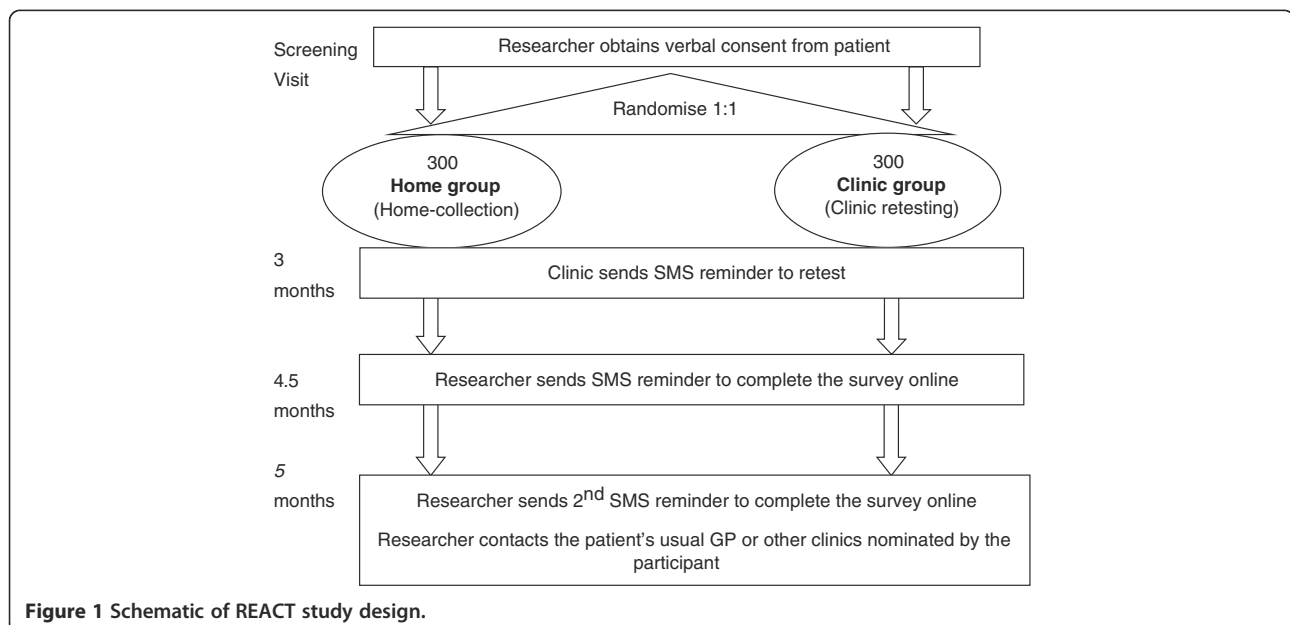 Screening
Visit
Researcher obtains verbal consent from patient
Randomise 1:1
300
Home group
(Home-collection)
300
Clinic group
(Clinic retesting)
3
months
Clinic sends SMS reminder to retest
4.5
months
Researcher sends SMS reminder to complete the survey online
5
months
Researcher sends 2nd SMS reminder to complete the survey online
Researcher contacts the patient's usual GP or other clinics nominated by the
participant
Figure 1 Schematic of REACT study design.